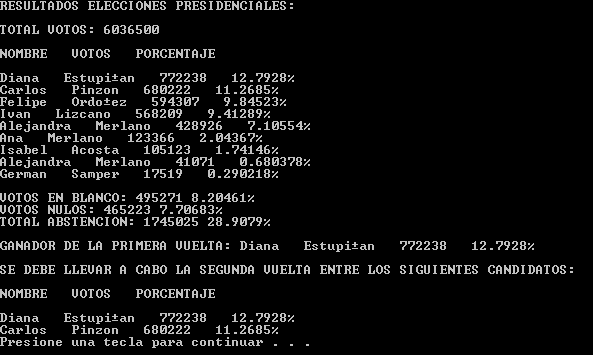 RESULTADOS ELECCIONES PRESIDENCIALES:
TOTAL VOTOS: 6036500
NOMBRE VOTOS PORCENTAJE
Diana Estupi±an 772238 12.7928%
Carlos Pinzon 680222 11.2685%
Felipe Ordo±ez 594307 9.84523%
Ivan Lizcano 568209 9.41289%
Alejandra Merlano 428926 7.10554%
Ana Merlano 123366 2.04367%
Isabel Acosta 105123 1.74146%
Alejandra Merlano 41071 0.680378%
German Samper 17519 0.290218%
VOTOS EN BLANCO: 495271 8.20461%
VOTOS NULOS: 465223 7.70683%
TOTAL ABSTENCION: 1745025 28.9079%
GANADOR DE LA PRIMERA VUELTA: Diana Estupi±an 772238 12.7928%
SE DEBE LLEVAR A CABO LA SEGUNDA VUELTA ENTRE LOS SIGUIENTES CANDIDATOS:
NOMBRE VOTOS PORCENTAJE
Diana Estupi±an 772238 12.7928%
Carlos Pinzon 680222 11.2685%
Presione una tecla para continuar . . .